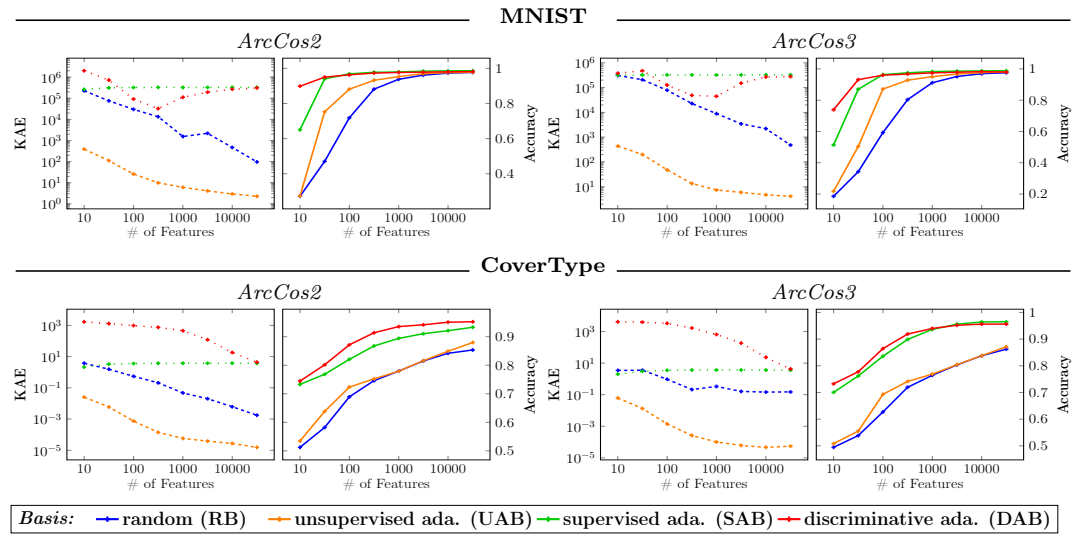 MNIST
ArcCos2
ArcCos3
10^6
10^5
10^4
10^3
10^2
10^1
10^0
KAE
10 100 1000 10000
# of Features
1
0.8
0.6
0.4
Accuracy
10 100 1000 10000
# of Features
10^6
10^5
10^4
10^3
10^2
10^1
KAE
10 100 1000 10000
# of Features
1
0.8
0.6
0.4
0.2
Accuracy
10 100 1000 10000
# of Features
CoverType
ArcCos2
ArcCos3
10^3
10^1
10^−1
10^−3
10^−5
KAE
10 100 1000 10000
# of Features
0.9
0.8
0.7
0.6
0.5
Accuracy
10 100 1000 10000
# of Features
10^3
10^1
10^−1
10^−3
10^−5
KAE
10 100 1000 10000
# of Features
1
0.9
0.8
0.7
0.6
0.5
Accuracy
10 100 1000 10000
# of Features
Basis: random (RB) unsupervised ada. (UAB) supervised ada. (SAB) discriminative ada. (DAB)